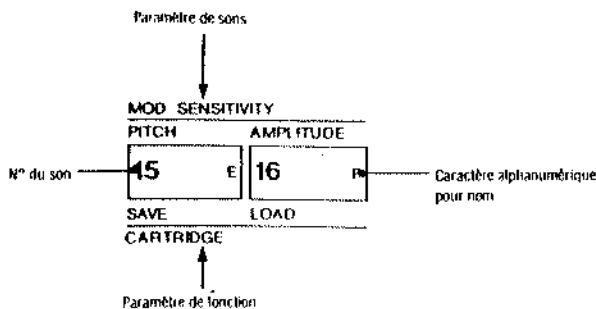 Paramètre de sons
MOD SENSITIVITY
PITCH AMPLITUDE
N° du son 15 E 16 P Caractère alphanumérique
pour nom
SAVE LOAD
CARTRIDGE
Paramètre de fonction